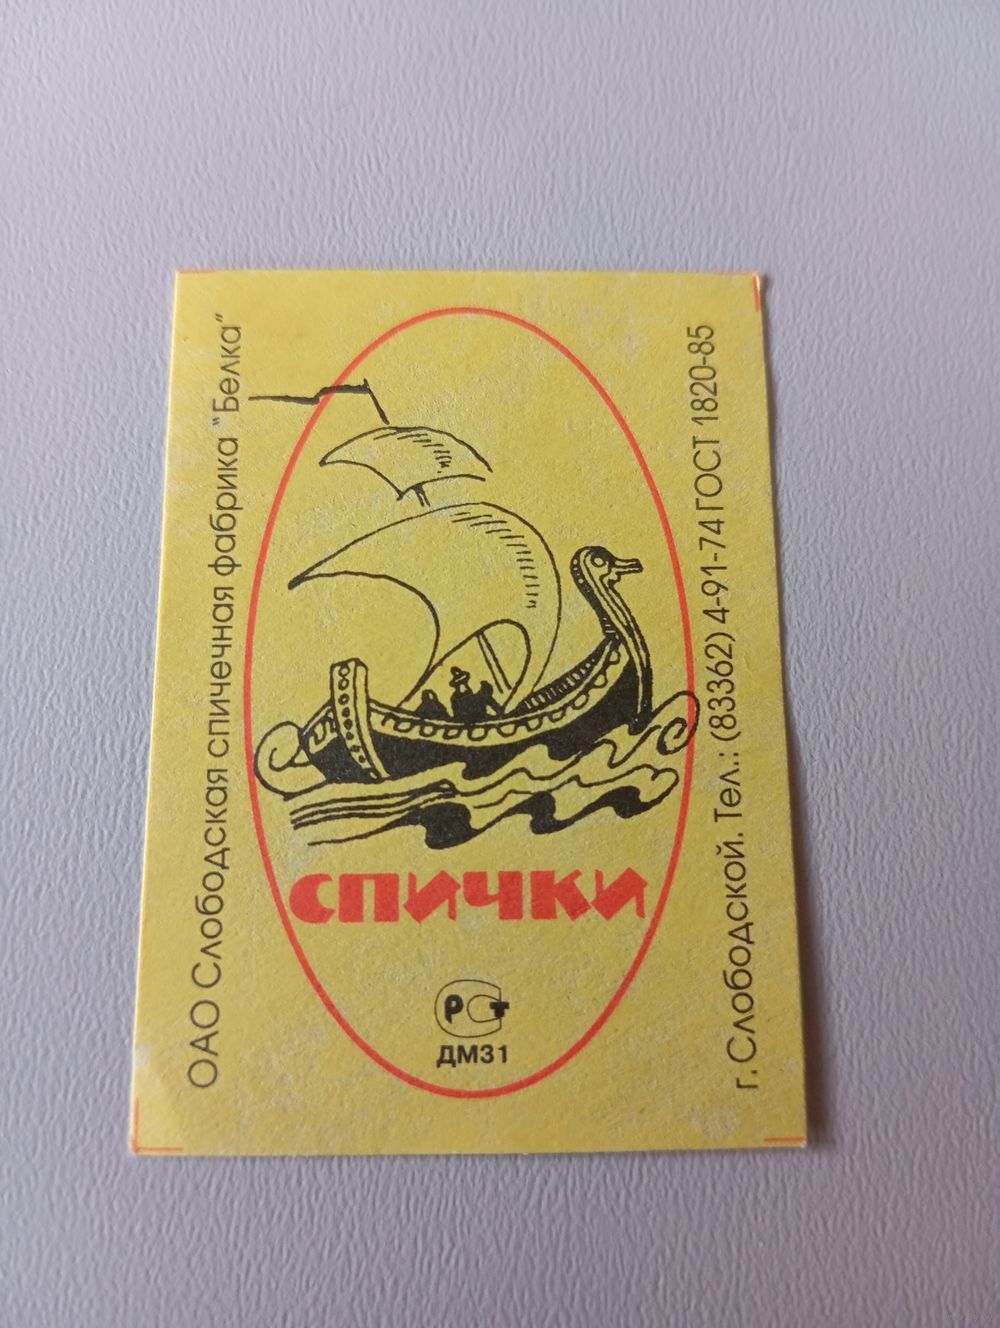 ОАО Слободская спичечная фабрика "Белка"
СПИЧКИ
РСТ
ДМ31
г. Слободской. Тел.: (83362) 4-91-74 ГОСТ 1820-85